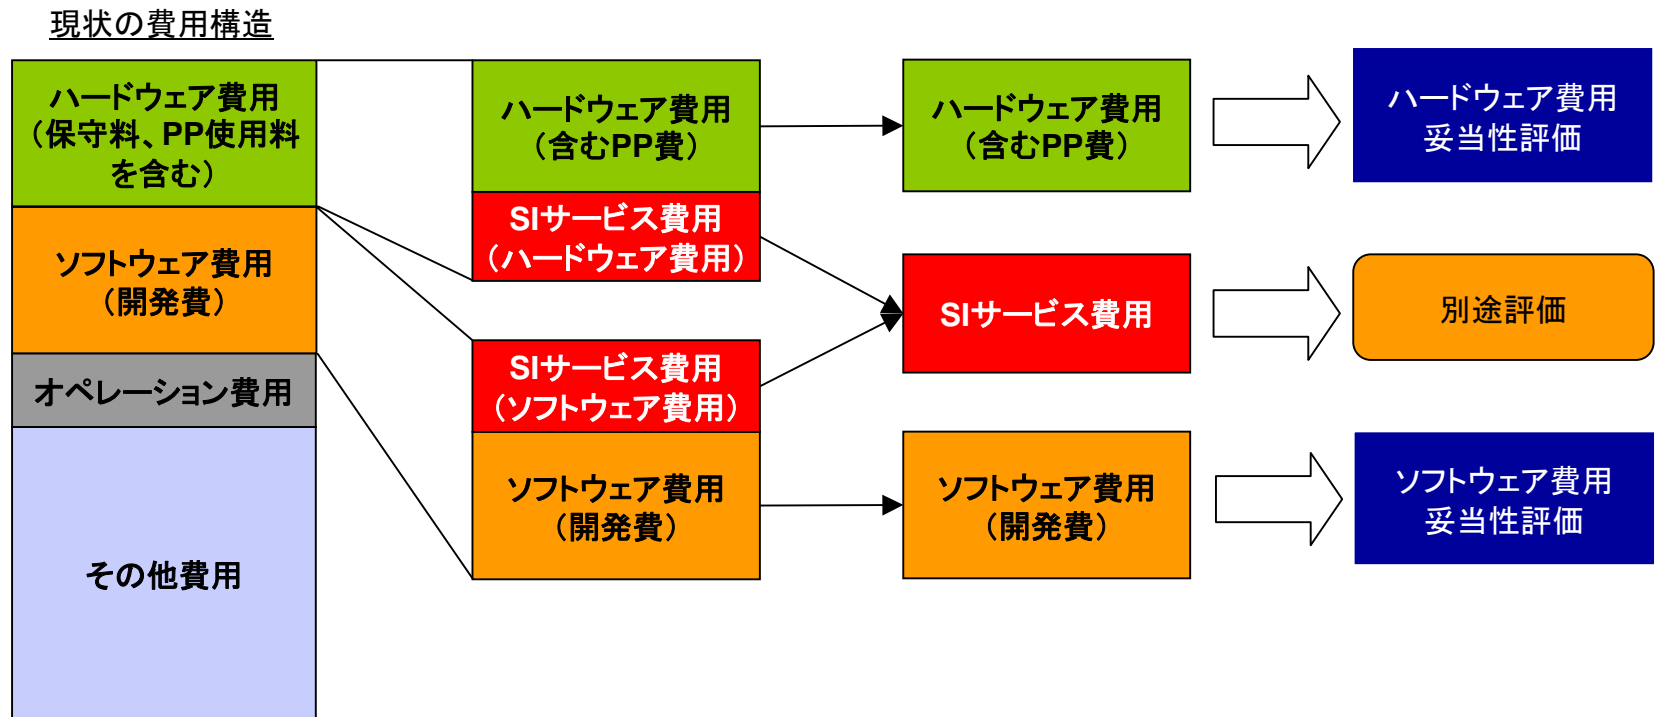 現状の費用構造
ハードウェア費用
（保守料、PP使用料
を含む）
ソフトウェア費用
（開発費）
オペレーション費用
その他費用
ハードウェア費用
（含むPP費）
SIサービス費用
（ハードウェア費用）
SIサービス費用
（ソフトウェア費用）
ソフトウェア費用
（開発費）
ハードウェア費用
（含むPP費）
SIサービス費用
ソフトウェア費用
（開発費）
ハードウェア費用
妥当性評価
別途評価
ソフトウェア費用
妥当性評価